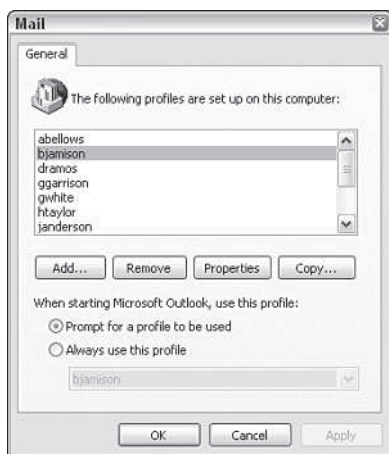 Mail
General
The following profiles are set up on this computer:
abellows
bjamison
dramos
ggarrison
gwhite
htaylor
janderson
Add... Remove Properties Copy...
When starting Microsoft Outlook, use this profile:
Prompt for a profile to be used
Always use this profile
bjamison
OK Cancel Apply